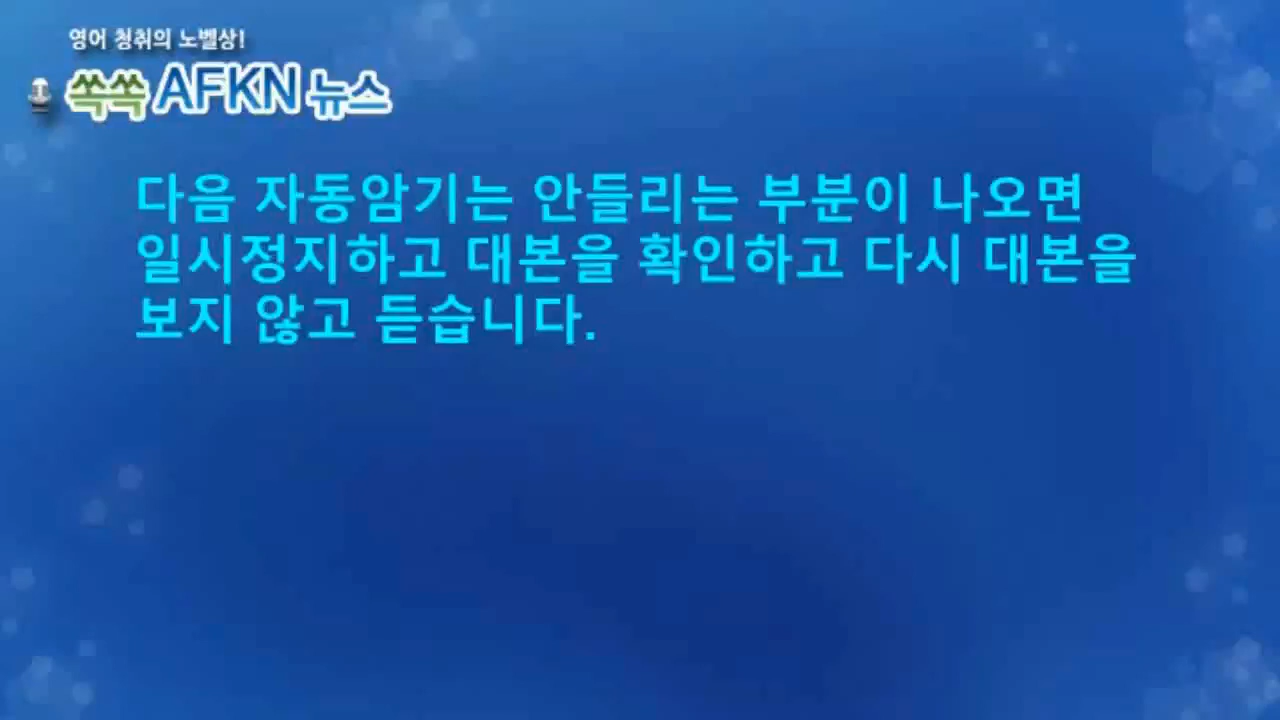 영어 청취의 노벨상!
쏙쏙 AFKN 뉴스
다음 자동암기는 안들리는 부분이 나오면
일시정지하고 대본을 확인하고 다시 대본을
보지 않고 듣습니다.